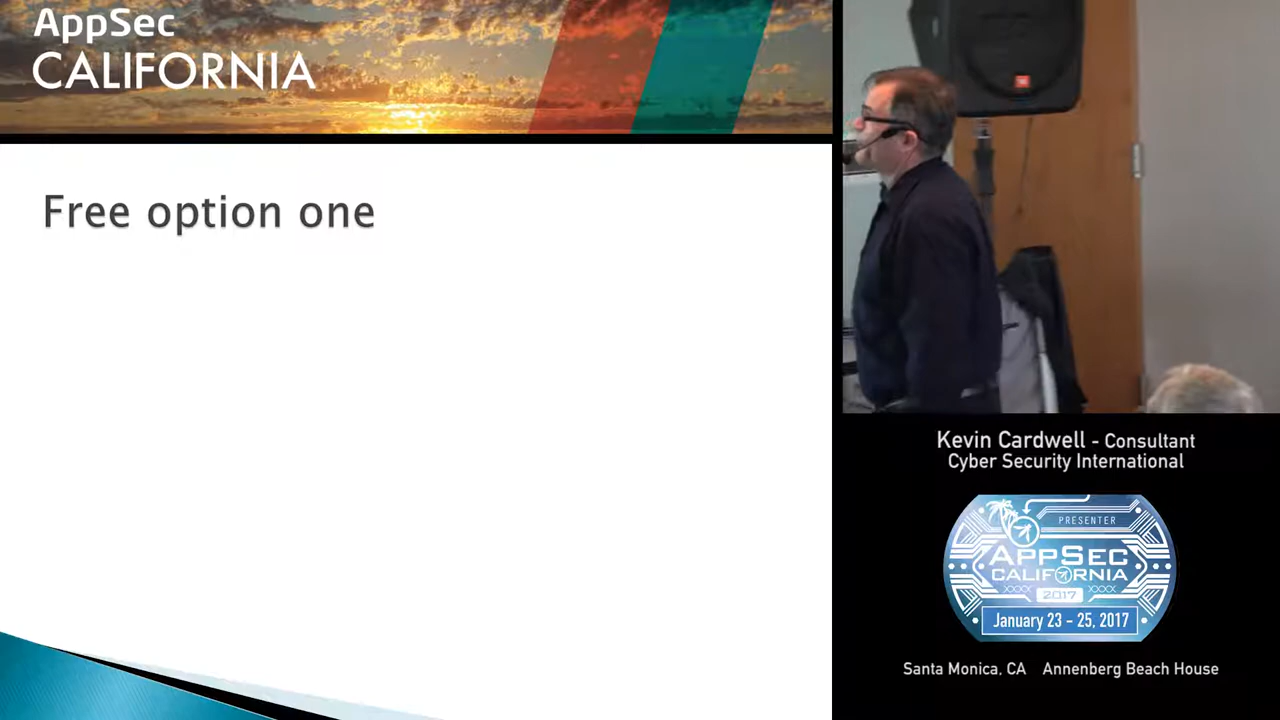 AppSec
CALIFORNIA
Free option one
Kevin Cardwell - Consultant
Cyber Security International
PRESENTER
APPSEC
CALIFORNIA
2017
January 23 - 25, 2017
Santa Monica, CA Annenberg Beach House